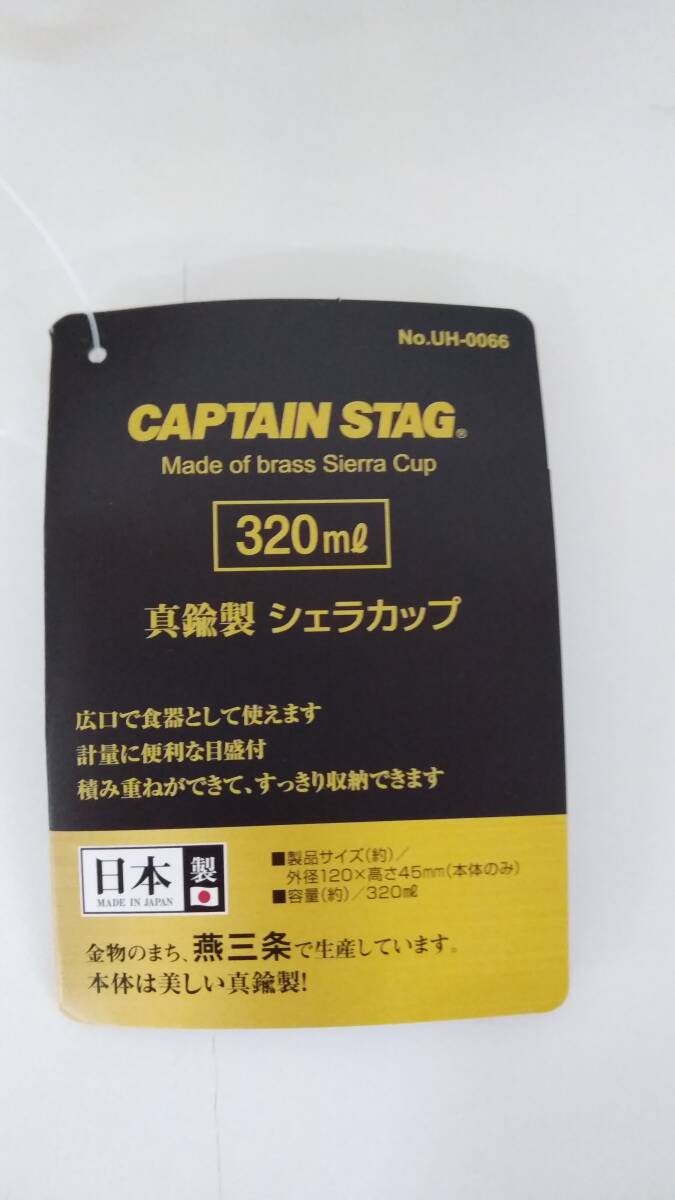 No.UH-0066
CAPTAIN STAG®
Made of brass Sierra Cup
320ml
真鍮製 シェラカップ
広口で食器として使えます
計量に便利な目盛付
積み重ねができて、すっきり収納できます
日本製
MADE IN JAPAN
■製品サイズ(約)/
外径120×高さ45mm(本体のみ)
■容量(約)/320ml
金物のまち、燕三条で生産しています。
本体は美しい真鍮製!